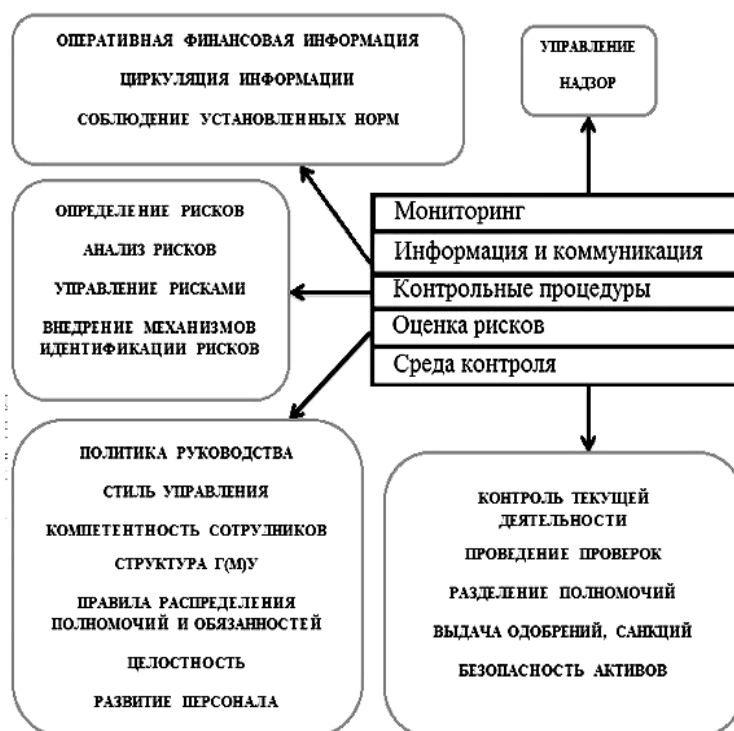 ОПЕРАТИВНАЯ ФИНАНСОВАЯ ИНФОРМАЦИЯ
ЦИРКУЛЯЦИЯ ИНФОРМАЦИИ
СОБЛЮДЕНИЕ УСТАНОВЛЕННЫХ НОРМ
УПРАВЛЕНИЕ
НАДЗОР
ОПРЕДЕЛЕНИЕ РИСКОВ
АНАЛИЗ РИСКОВ
УПРАВЛЕНИЕ РИСКАМИ
ВНЕДРЕНИЕ МЕХАНИЗМОВ
ИДЕНТИФИКАЦИИ РИСКОВ
Мониторинг
Информация и коммуникация
Контрольные процедуры
Оценка рисков
Среда контроля
ПОЛИТИКА РУКОВОДСТВА
СТИЛЬ УПРАВЛЕНИЯ
КОМПЕТЕНТНОСТЬ СОТРУДНИКОВ
СТРУКТУРА Г(М)У
ПРАВИЛА РАСПРЕДЕЛЕНИЯ
ПОЛНОМОЧИЙ И ОБЯЗАННОСТЕЙ
ЦЕЛОСТНОСТЬ
РАЗВИТИЕ ПЕРСОНАЛА
КОНТРОЛЬ ТЕКУЩЕЙ
ДЕЯТЕЛЬНОСТИ
ПРОВЕДЕНИЕ ПРОВЕРОК
РАЗДЕЛЕНИЕ ПОЛНОМОЧИЙ
ВЫДАЧА ОДОБРЕНИЙ, САНКЦИЙ
БЕЗОПАСНОСТЬ АКТИВОВ